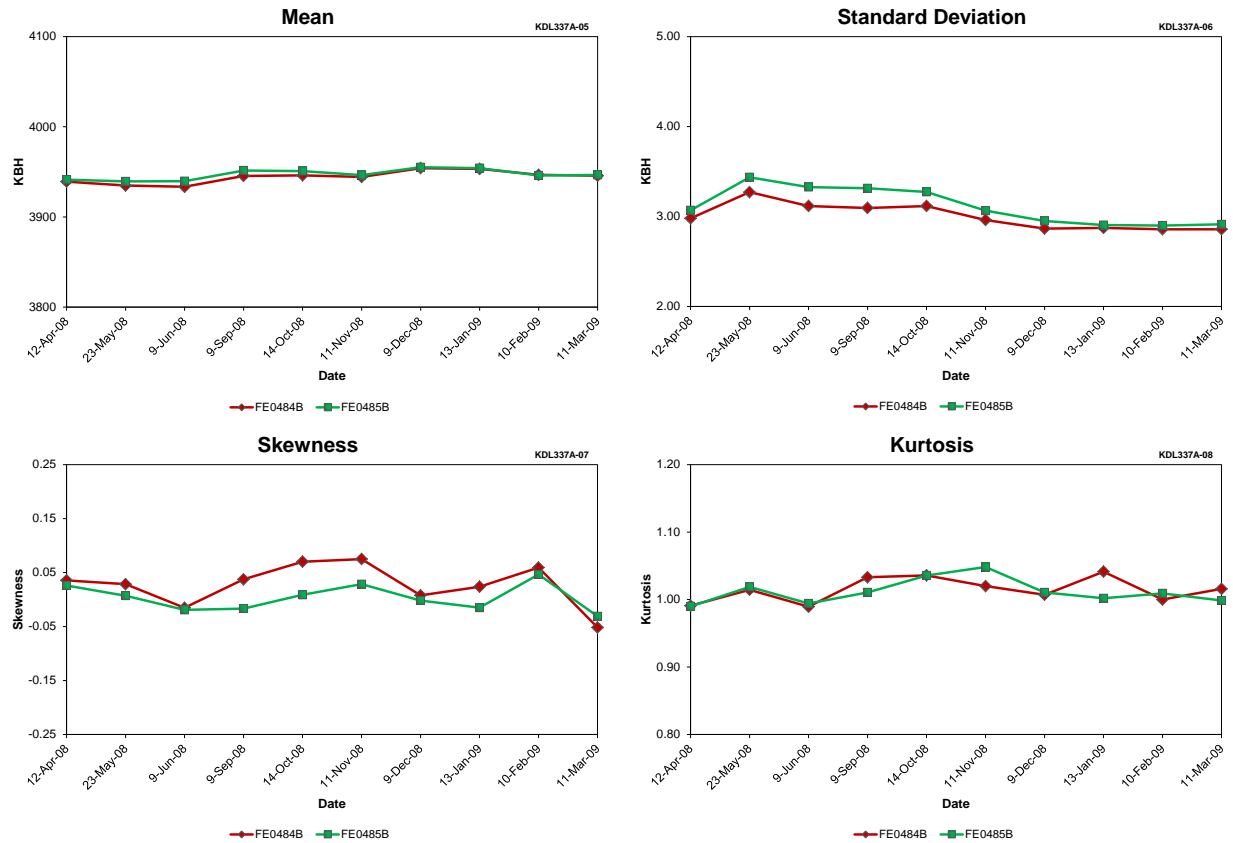 Mean
KDL337A-05
4100
4000
3900
3800
KBH
12-Apr-08
23-May-08
9-Jun-08
9-Sep-08
14-Oct-08
11-Nov-08
9-Dec-08
13-Jan-09
10-Feb-09
11-Mar-09
Date
FE0484B FE0485B
Standard Deviation
KDL337A-06
5.00
4.00
3.00
2.00
KBH
12-Apr-08
23-May-08
9-Jun-08
9-Sep-08
14-Oct-08
11-Nov-08
9-Dec-08
13-Jan-09
10-Feb-09
11-Mar-09
Date
FE0484B FE0485B
Skewness
KDL337A-07
0.25
0.15
0.05
-0.05
-0.15
-0.25
Skewness
12-Apr-08
23-May-08
9-Jun-08
9-Sep-08
14-Oct-08
11-Nov-08
9-Dec-08
13-Jan-09
10-Feb-09
11-Mar-09
Date
FE0484B FE0485B
Kurtosis
KDL337A-08
1.20
1.10
1.00
0.90
0.80
Kurtosis
12-Apr-08
23-May-08
9-Jun-08
9-Sep-08
14-Oct-08
11-Nov-08
9-Dec-08
13-Jan-09
10-Feb-09
11-Mar-09
Date
FE0484B FE0485B